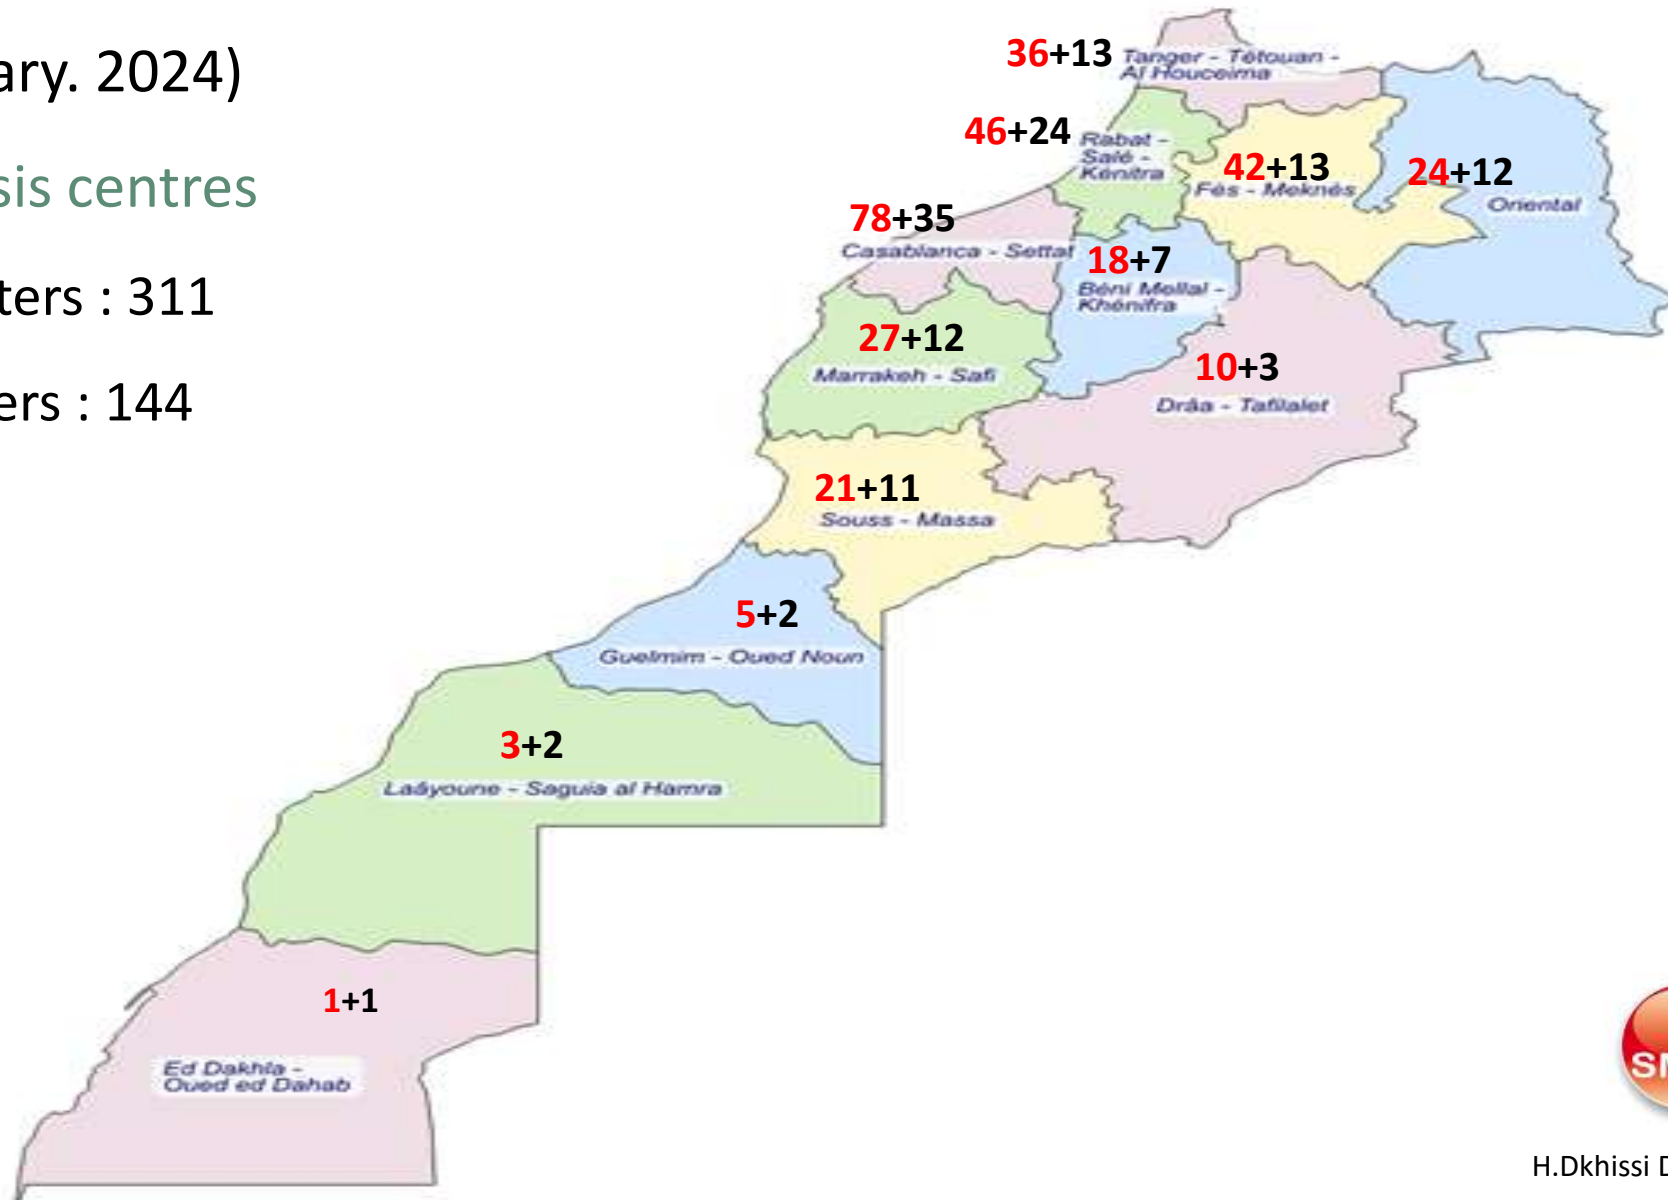 ary. 2024)
sis centres
ters : 311
ers : 144
36+13
Tanger - Tétouan -
Al Houceima
46+24
Rabat -
Salé -
Kénitra
42+13
Fès - Meknès
24+12
Oriental
78+35
Casablanca - Settat
18+7
Béni Mellal -
Khénifra
27+12
Marrakeh - Safi
10+3
Drâa - Tafilalet
21+11
Souss - Massa
5+2
Guelmim - Oued Noun
3+2
Laâyoune - Saguia al Hamra
1+1
Ed Dakhla -
Oued ed Dahab
H.Dkhissi D